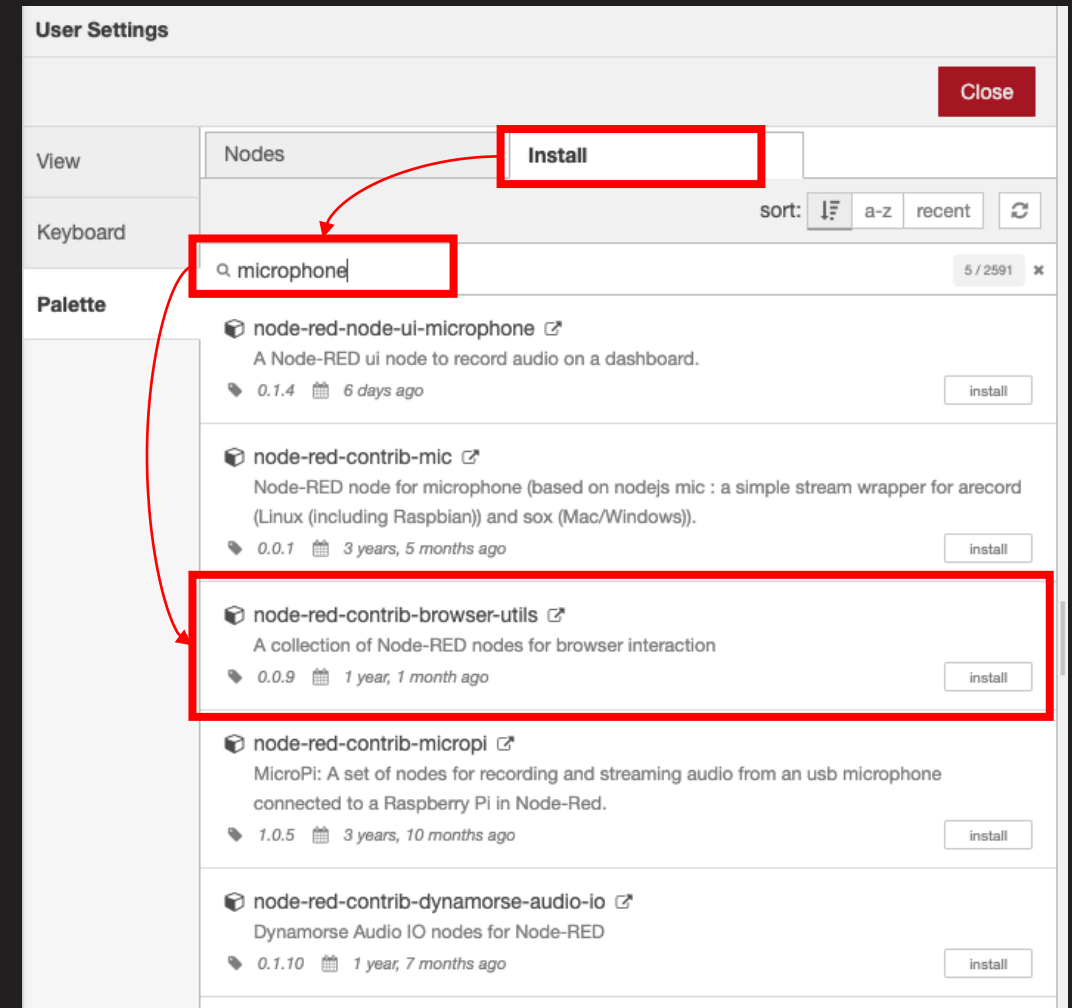 User Settings
Close
View
Keyboard
Palette
Nodes
Install
sort: a-z recent
microphone
5 / 2591 ×
node-red-node-ui-microphone
A Node-RED ui node to record audio on a dashboard.
0.1.4 6 days ago
install
node-red-contrib-mic
Node-RED node for microphone (based on nodejs mic : a simple stream wrapper for arecord
(Linux (including Raspbian)) and sox (Mac/Windows)).
0.0.1 3 years, 5 months ago
install
node-red-contrib-browser-utils
A collection of Node-RED nodes for browser interaction
0.0.9 1 year, 1 month ago
install
node-red-contrib-micropi
MicroPi: A set of nodes for recording and streaming audio from an usb microphone
connected to a Raspberry Pi in Node-Red.
1.0.5 3 years, 10 months ago
install
node-red-contrib-dynamorse-audio-io
Dynamorse Audio IO nodes for Node-RED
0.1.10 1 year, 7 months ago
install